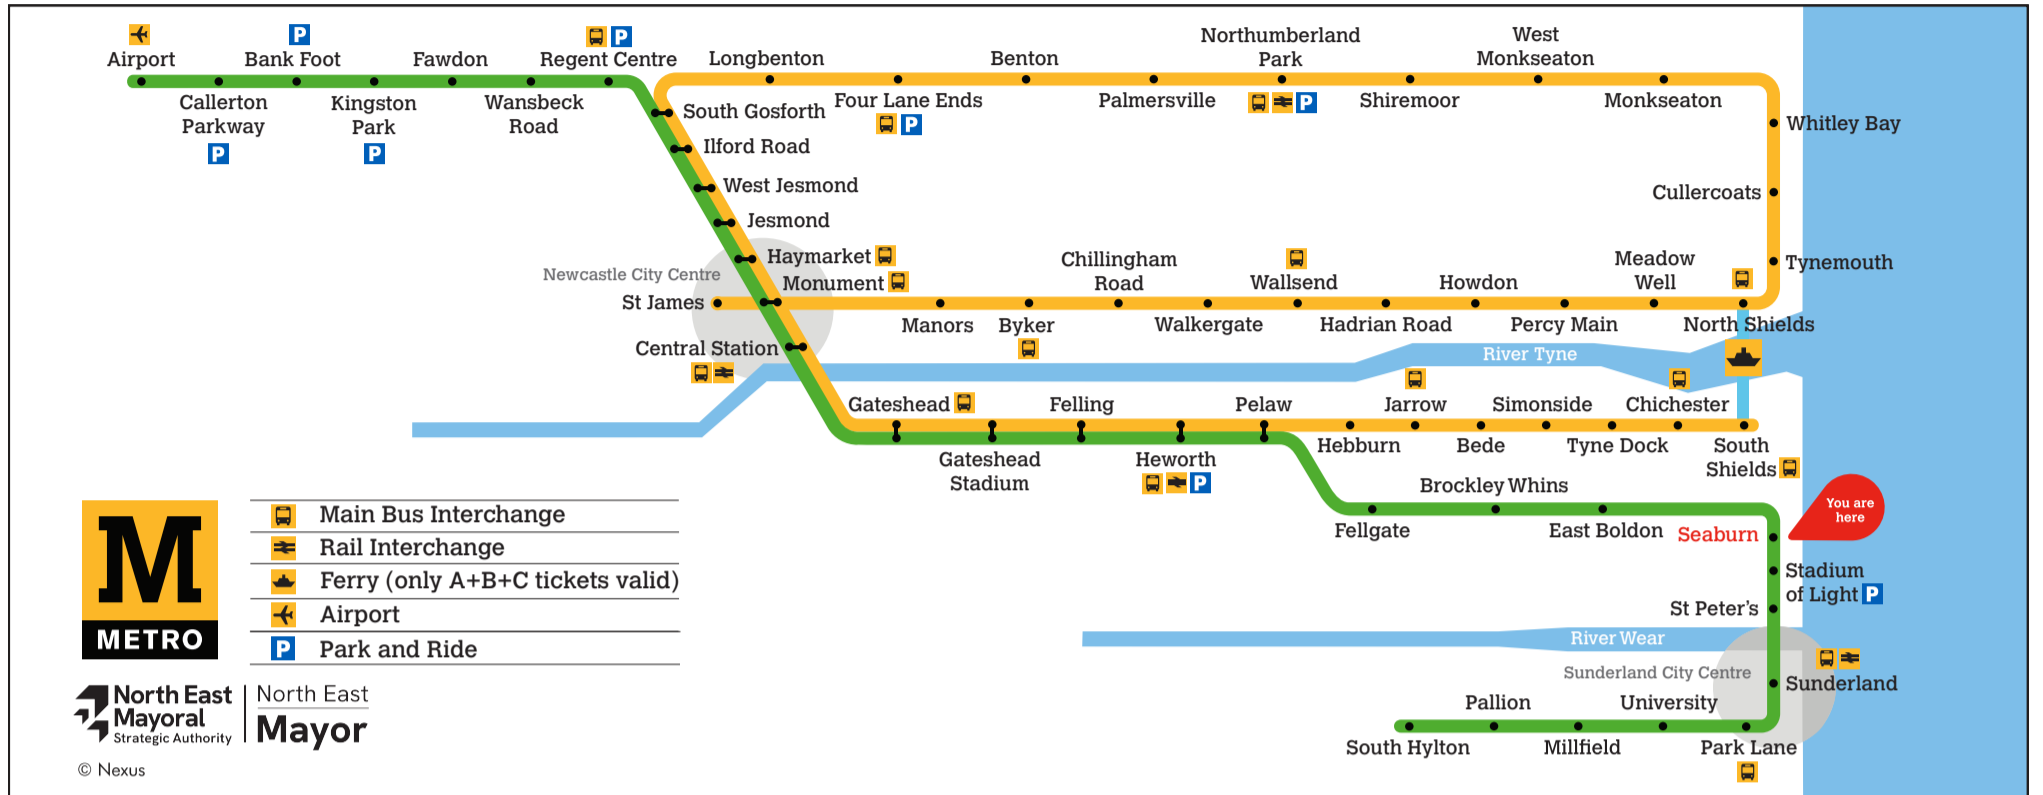 Airport
Callerton
Parkway
P
Bank Foot
P
Kingston
Park
P
Fawdon
Wansbeck
Road
P
Regent Centre
South Gosforth
Ilford Road
West Jesmond
Jesmond
Haymarket
Newcastle City Centre
Monument
St James
Central Station
Longbenton
Four Lane Ends
P
Benton
Palmersville
Northumberland
Park
P
Shiremoor
West
Monkseaton
Monkseaton
Whitley Bay
Cullercoats
Tynemouth
Manors
Byker
Chillingham
Road
Walkergate
Wallsend
Hadrian Road
Howdon
Percy Main
Meadow
Well
North Shields
River Tyne
Gateshead
Gateshead
Stadium
Felling
Heworth
P
Pelaw
Hebburn
Jarrow
Bede
Simonside
Tyne Dock
Chichester
South
Shields
Fellgate
Brockley Whins
East Boldon
Seaburn
You are
here
Stadium
of Light P
St Peter's
River Wear
Sunderland City Centre
Sunderland
Park Lane
University
Millfield
Pallion
South Hylton
M
METRO
Main Bus Interchange
Rail Interchange
Ferry (only A+B+C tickets valid)
Airport
P Park and Ride
North East
Mayoral
Strategic Authority
North East
Mayor
© Nexus